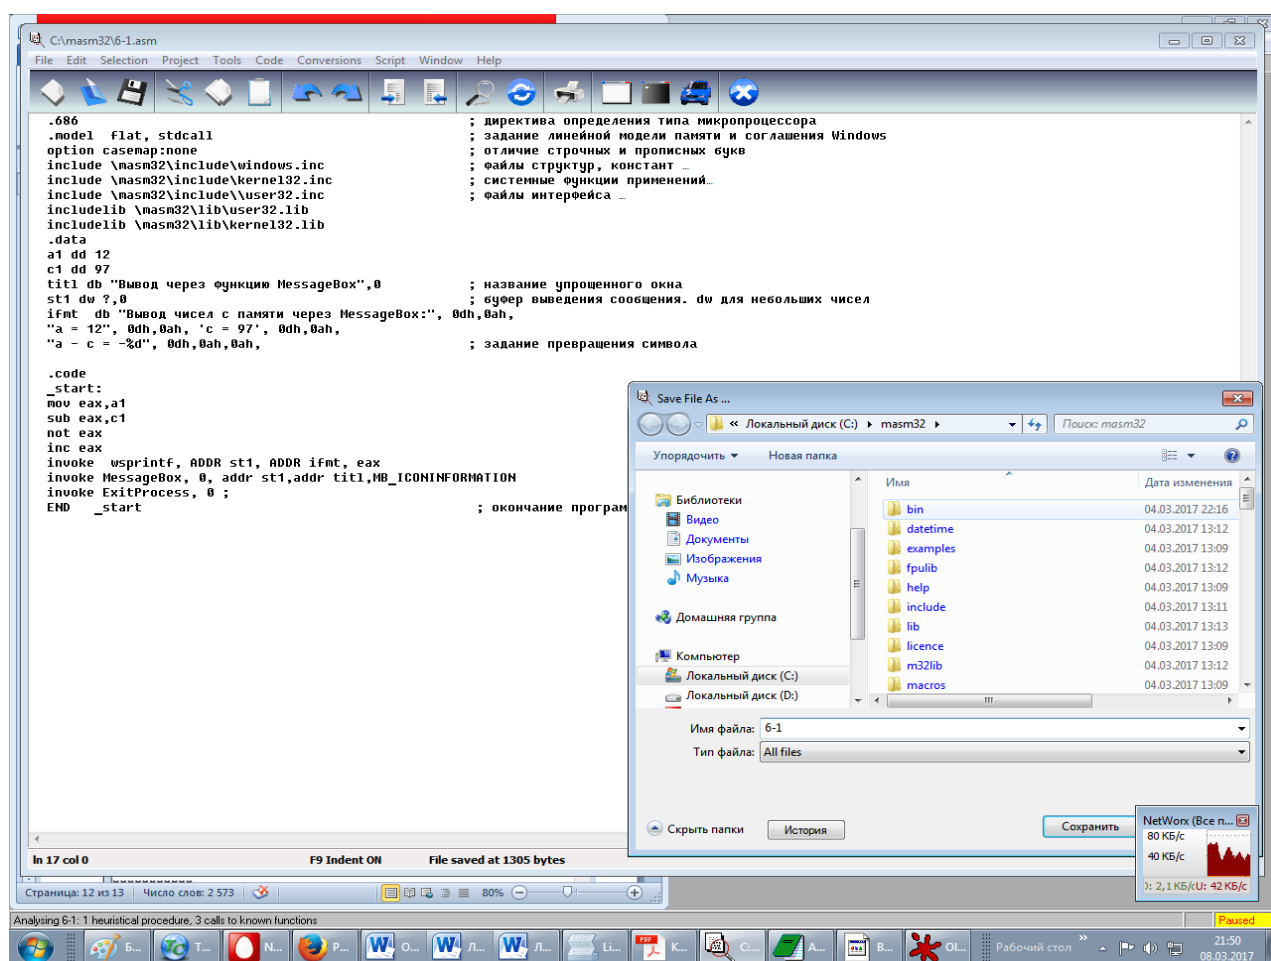 C:\masm32\6-1.asm
File Edit Selection Project Tools Code Conversions Script Window Help
.686 ; директива определения типа микропроцессора
.model flat, stdcall ; задание линейной модели памяти и соглашения Windows
option casemap:none ; отличие строчных и прописных букв
include \masm32\include\windows.inc ; файлы структур, констант …
include \masm32\include\kernel32.inc ; системные функции применений…
include \masm32\include\\user32.inc ; файлы интерфейса …
includelib \masm32\lib\user32.lib
includelib \masm32\lib\kernel32.lib
.data
a1 dd 12
c1 dd 97
titl db "Вывод через функцию MessageBox",0 ; название упрощенного окна
st1 dw ?,0 ; буфер выведения сообщения. dw для небольших чисел
ifmt db "Вывод чисел с памяти через MessageBox:", 0dh,0ah,
"a = 12", 0dh,0ah, 'c = 97', 0dh,0ah,
"a - c = -%d", 0dh,0ah,0ah, ; задание превращения символа
.code
_start:
mov eax,a1
sub eax,c1
not eax
inc eax
invoke wsprintf, ADDR st1, ADDR ifmt, eax
invoke MessageBox, 0, addr st1,addr titl,MB_ICONINFORMATION
invoke ExitProcess, 0 ;
END _start ; окончание програм
ln 17 col 0 F9 Indent ON File saved at 1305 bytes
Save File As ...
« Локальный диск (C:) masm32 Поиск: masm32
Упорядочить Новая папка
Библиотеки
Видео
Документы
Изображения
Музыка
Домашняя группа
Компьютер
Локальный диск (C:)
Локальный диск (D:)
Имя Дата изменения
bin 04.03.2017 22:16
datetime 04.03.2017 13:12
examples 04.03.2017 13:09
fpulib 04.03.2017 13:12
help 04.03.2017 13:09
include 04.03.2017 13:11
lib 04.03.2017 13:13
licence 04.03.2017 13:09
m32lib 04.03.2017 13:12
macros 04.03.2017 13:09
Имя файла: 6-1
Тип файла: All files
Скрыть папки История Сохранить
NetWorx (Все п...
80 КБ/с
40 КБ/с
D: 2,1 КБ/с U: 42 КБ/с
Страница: 12 из 13 Число слов: 2 573 80%
Analysing 6-1: 1 heuristical procedure, 3 calls to known functions Paused
Б... T... N... P... О... Л... Л... Li... К... C:... A... В... Ol... Рабочий стол » 21:50
08.03.2017